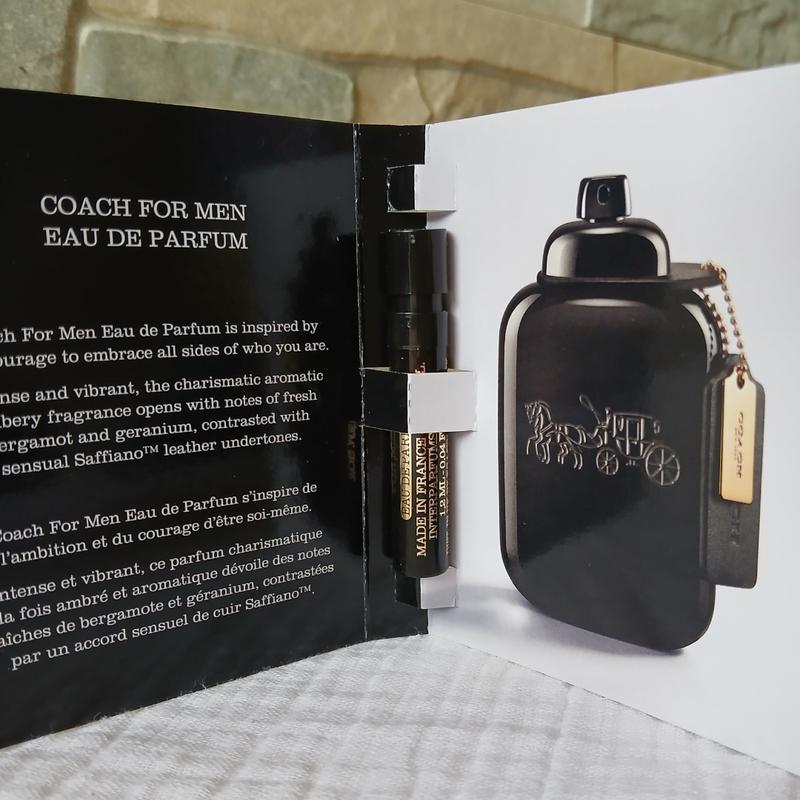 COACH FOR MEN
EAU DE PARFUM
ch For Men Eau de Parfum is inspired by
ourage to embrace all sides of who you are.
nse and vibrant, the charismatic aromatic
bery fragrance opens with notes of fresh
ergamot and geranium, contrasted with
sensual Saffiano™ leather undertones.
Coach For Men Eau de Parfum s'inspire de
l'ambition et du courage d'être soi-même.
ntense et vibrant, ce parfum charismatique
la fois ambré et aromatique dévoile des notes
aîches de bergamote et géranium, contrastées
par un accord sensuel de cuir Saffiano™.
EAU DE PAR
MADE IN FRANCE
INTERPARFUMS
1.2 ML - 0.04 F